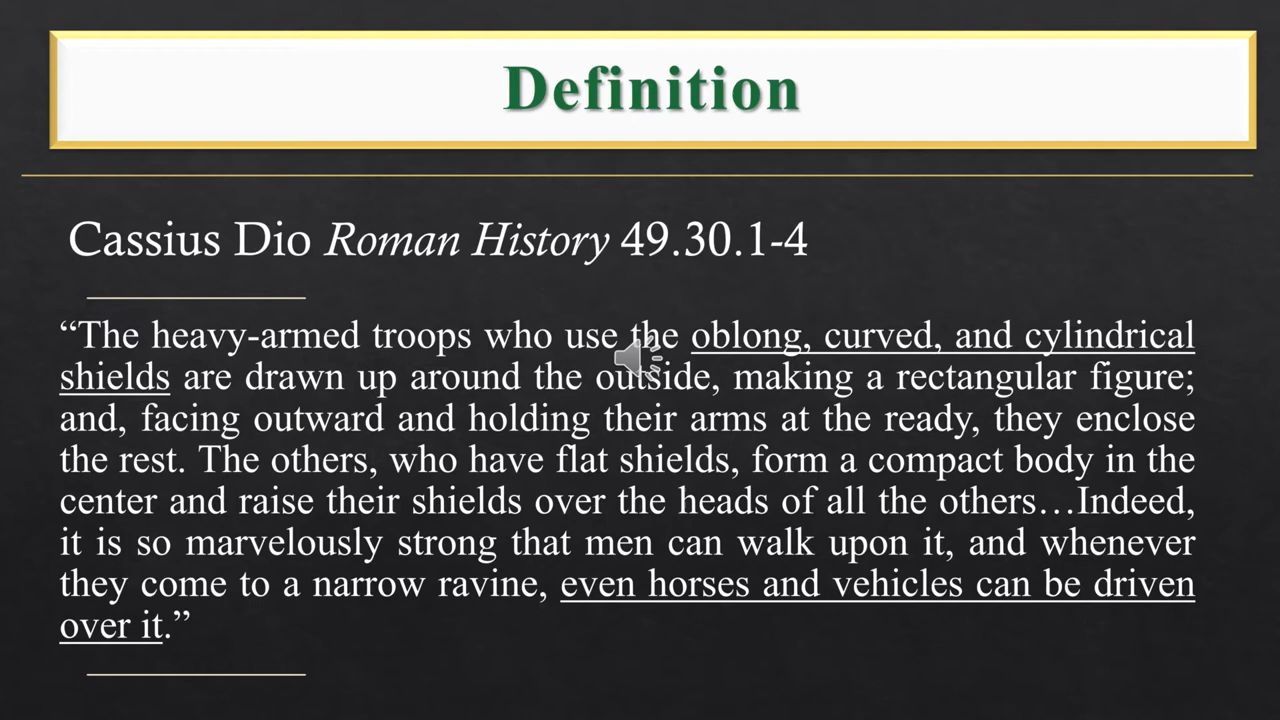 Definition
Cassius Dio Roman History 49.30.1-4
“The heavy-armed troops who use the oblong, curved, and cylindrical
shields are drawn up around the outside, making a rectangular figure;
and, facing outward and holding their arms at the ready, they enclose
the rest. The others, who have flat shields, form a compact body in the
center and raise their shields over the heads of all the others…Indeed,
it is so marvelously strong that men can walk upon it, and whenever
they come to a narrow ravine, even horses and vehicles can be driven
over it.”